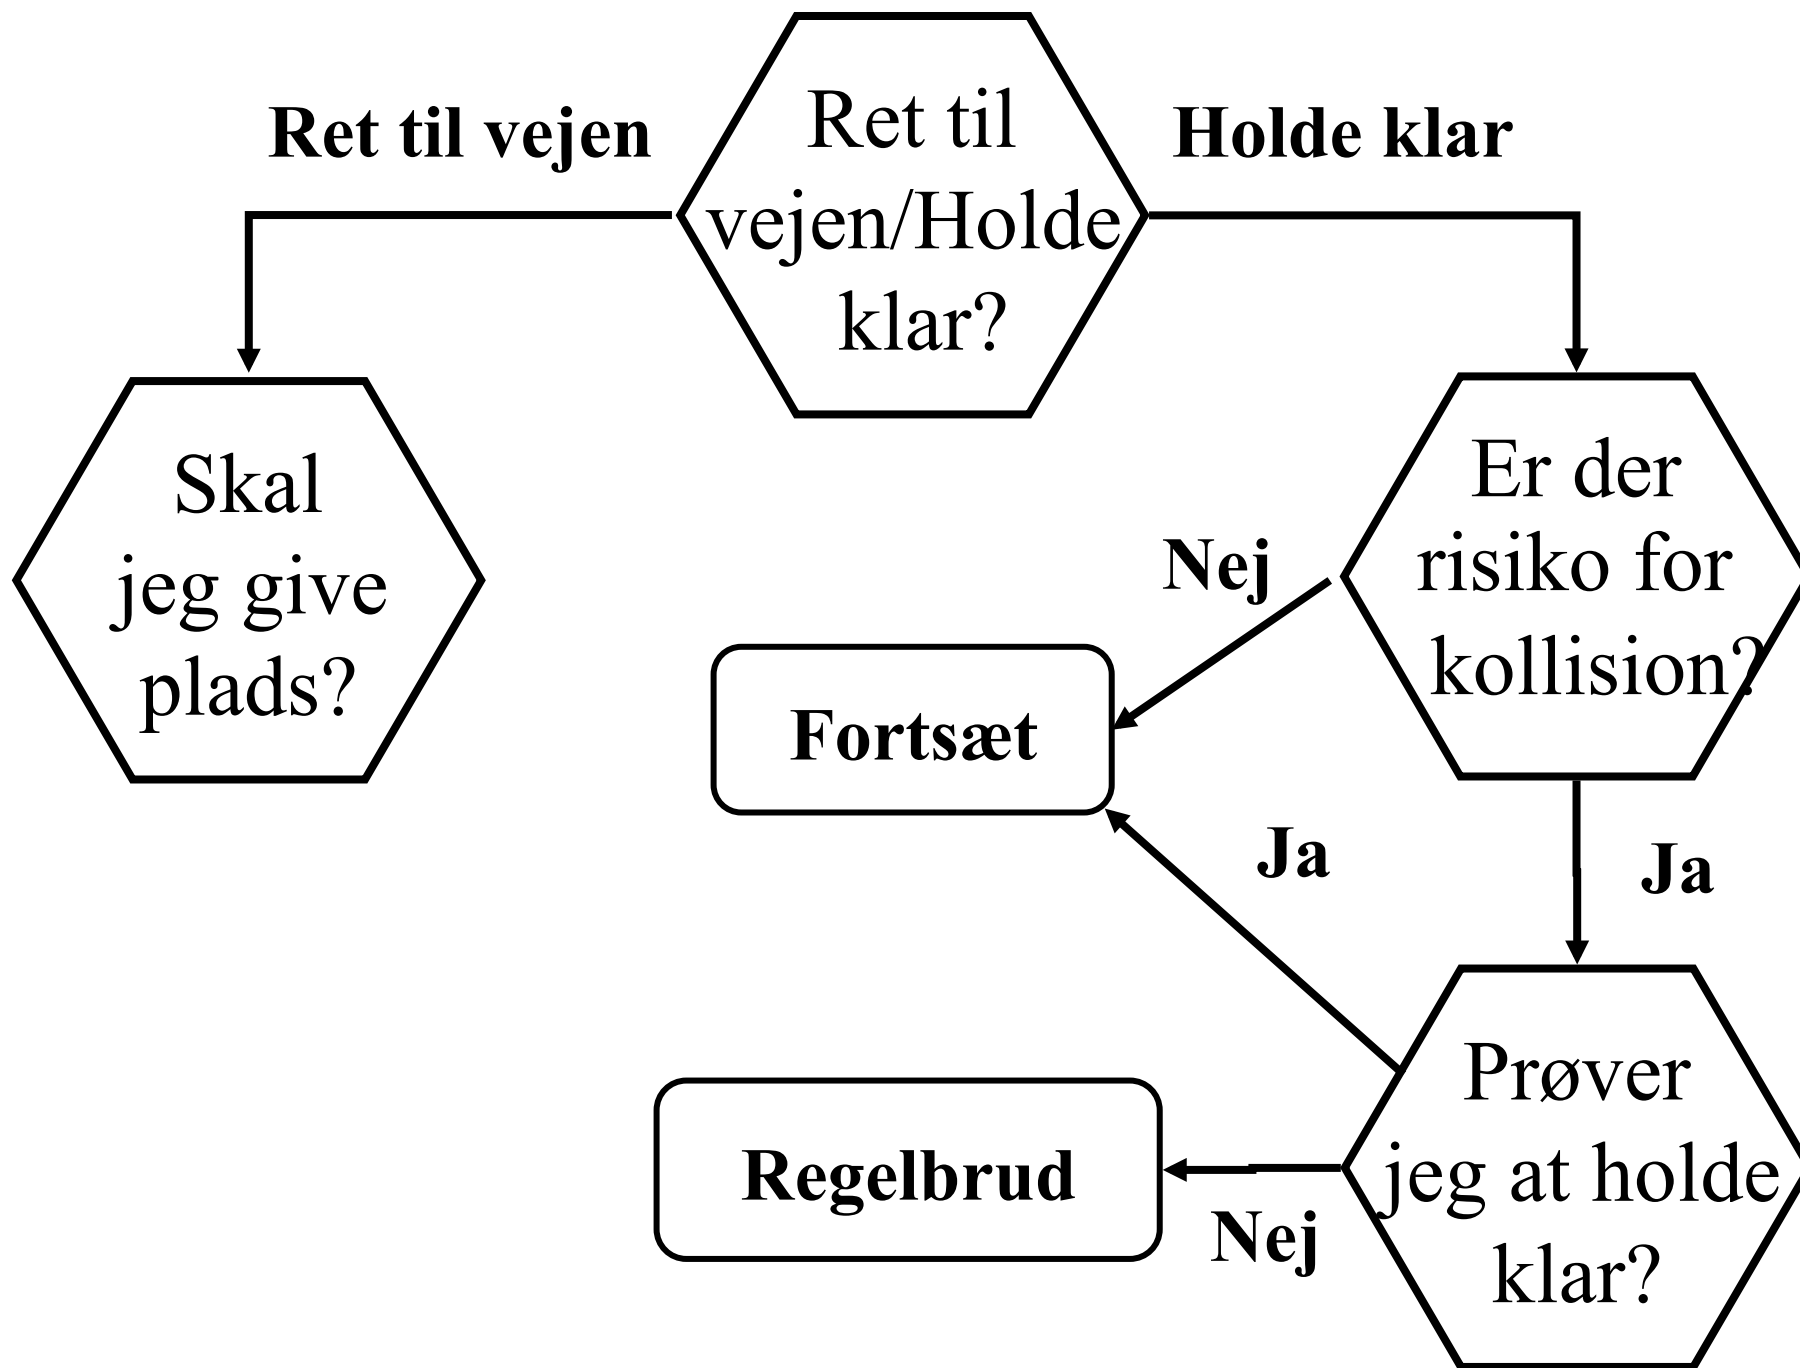 Ret til vejen
Ret til
vejen/Holde
klar?
Holde klar
Skal
jeg give
plads?
Er der
risiko for
kollision?
Nej
Fortsæt
Ja
Ja
Prøver
jeg at holde
klar?
Regelbrud
Nej